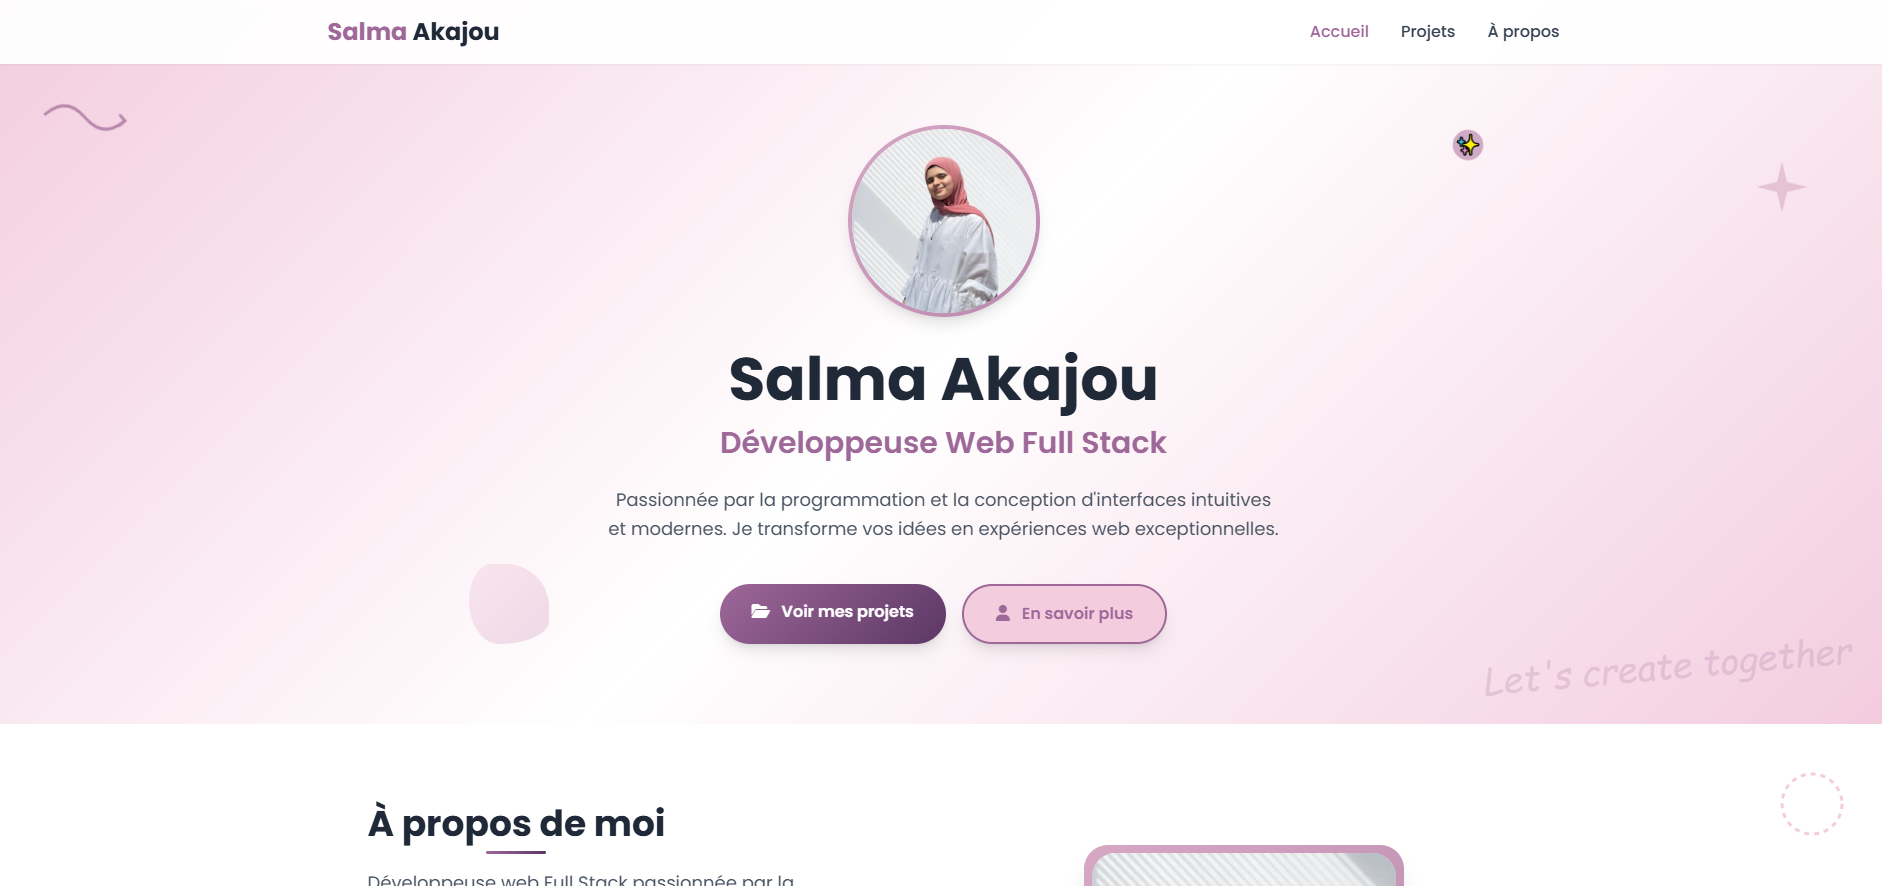 Salma Akajou
Accueil Projets À propos
Salma Akajou
Développeuse Web Full Stack
Passionnée par la programmation et la conception d'interfaces intuitives
et modernes. Je transforme vos idées en expériences web exceptionnelles.
Voir mes projets
En savoir plus
Let's create together
À propos de moi
Développeuse web Full Stack passionnée par la